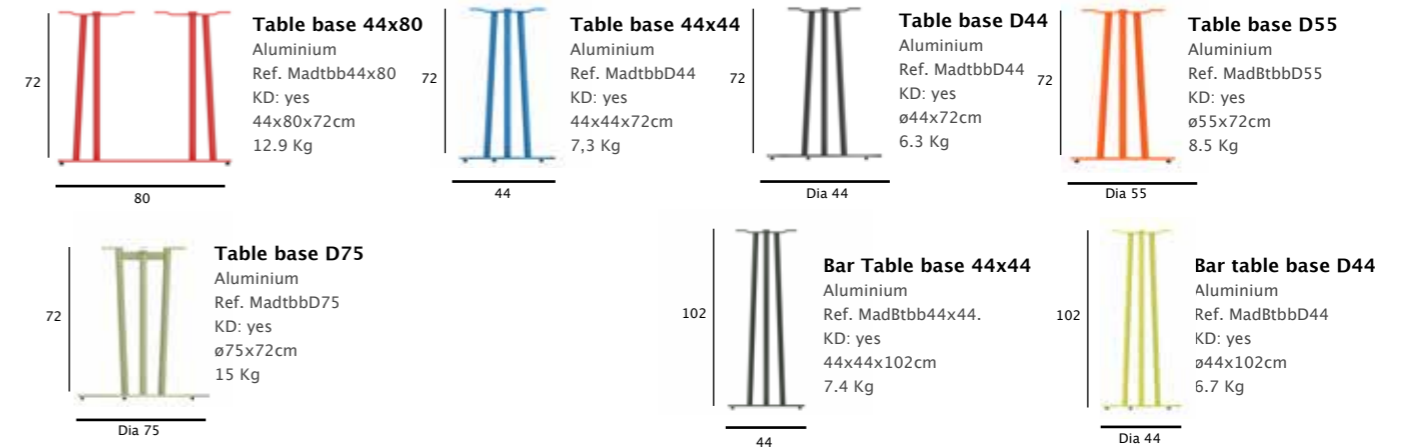 72
80
Table base 44x80
Aluminium
Ref. Madtbb44x80
KD: yes
44x80x72cm
12.9 Kg
72
44
Table base 44x44
Aluminium
Ref. MadtbbD44
KD: yes
44x44x72cm
7,3 Kg
72
Dia 44
Table base D44
Aluminium
Ref. MadtbbD44
KD: yes
ø44x72cm
6.3 Kg
72
Dia 55
Table base D55
Aluminium
Ref. MadBtbbD55
KD: yes
ø55x72cm
8.5 Kg
72
Dia 75
Table base D75
Aluminium
Ref. MadtbbD75
KD: yes
ø75x72cm
15 Kg
102
44
Bar Table base 44x44
Aluminium
Ref. MadBtbb44x44.
KD: yes
44x44x102cm
7.4 Kg
102
Dia 44
Bar table base D44
Aluminium
Ref. MadBtbbD44
KD: yes
ø44x102cm
6.7 Kg